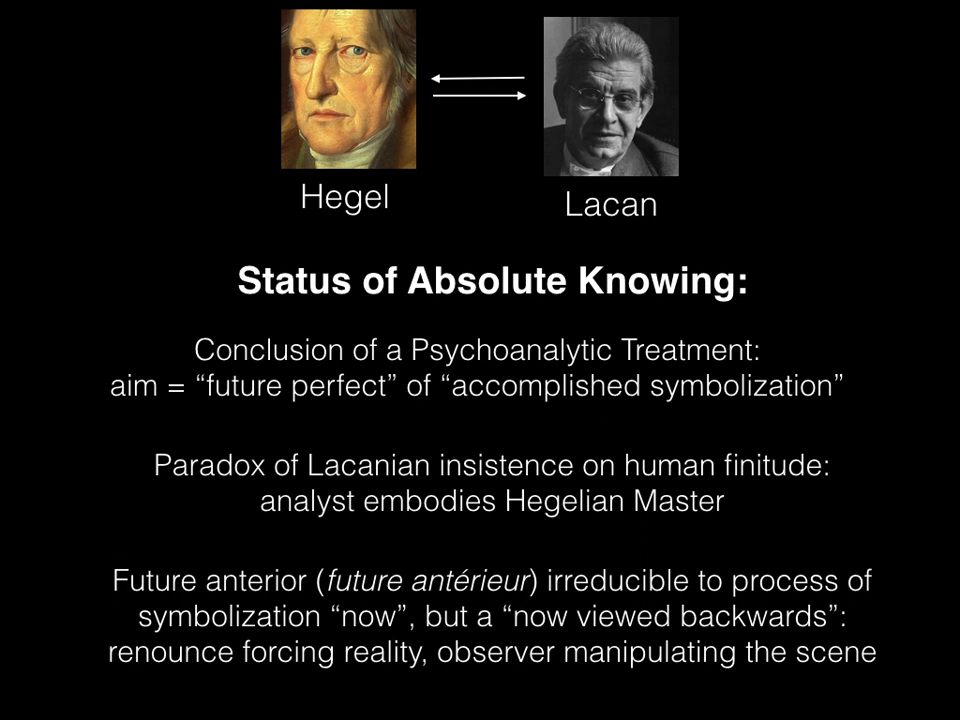 Hegel
Lacan
Status of Absolute Knowing:
Conclusion of a Psychoanalytic Treatment:
aim = “future perfect” of “accomplished symbolization”
Paradox of Lacanian insistence on human finitude:
analyst embodies Hegelian Master
Future anterior (future antérieur) irreducible to process of
symbolization “now”, but a “now viewed backwards”:
renounce forcing reality, observer manipulating the scene